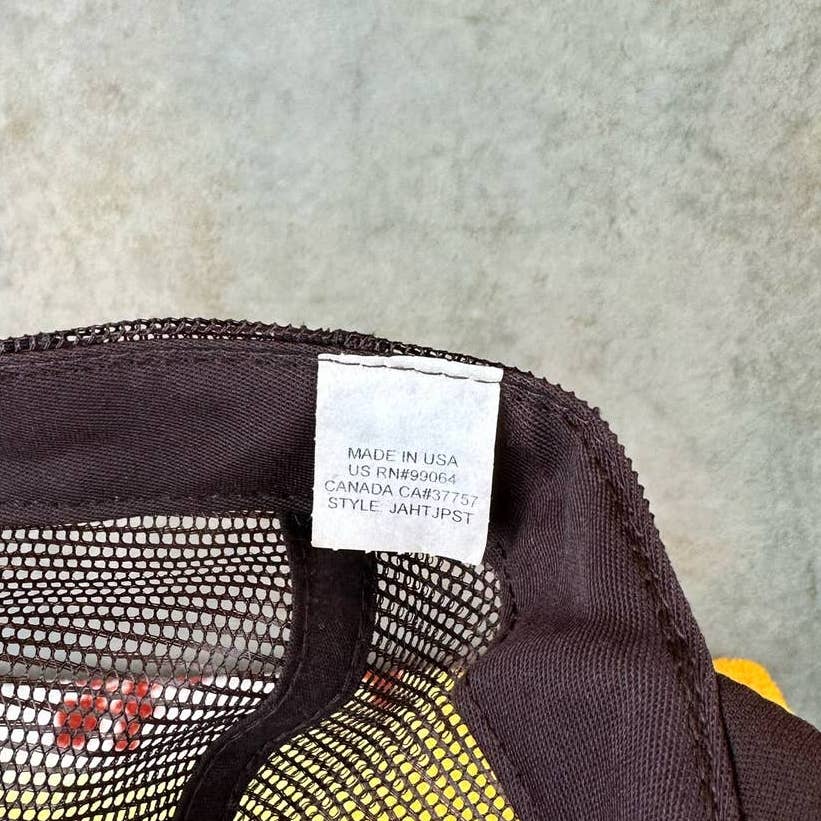 MADE IN USA
US RN#99064
CANADA CA#37757
STYLE: JAHTJPST